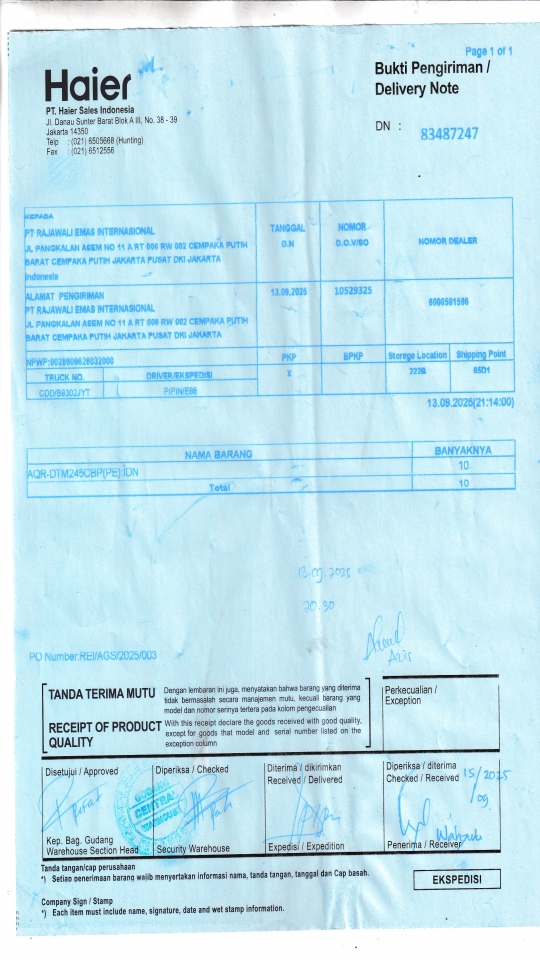 Page 1 of 1
Haier
Bukti Pengiriman /
Delivery Note
PT. Haier Sales Indonesia
Jl. Danau Sunter Barat Blok A III, No. 38 - 39
Jakarta 14350
Telp : (021) 6505668 (Hunting)
Fax : (021) 6512556
DN : 83487247
KEPADA
PT RAJAWALI EMAS INTERNASIONAL
JL PANGKALAN ASEM NO 11 A RT 006 RW 002 CEMPAKA PUTIH
BARAT CEMPAKA PUTIH JAKARTA PUSAT DKI JAKARTA
Indonesia
TANGGAL
D.N
NOMOR
D.O.V/SO
NOMOR DEALER
ALAMAT PENGIRIMAN
PT RAJAWALI EMAS INTERNASIONAL
JL PANGKALAN ASEM NO 11 A RT 006 RW 002 CEMPAKA PUTIH
BARAT CEMPAKA PUTIH JAKARTA PUSAT DKI JAKARTA
13.09.2025
10529325
PKP
BPKP
Storege Location
Shipping Point
TRUCK NO.
DRIVER/EKSPEDISI
X
222B
PIPIN/E88
13.09.2025(21:14:00)
NAMA BARANG
BANYAKNYA
AQR-DTM245CBP(PE):IDN
10
Total
10
13.09.2025
20.30
Azis
PO Number:REI/AGS/2025/003
TANDA TERIMA MUTU
Dengan lembaran ini juga, menyatakan bahwa barang yang diterima
tidak bermasalah secara manajemen mutu, kecuali barang yang
model dan nomor serinya tertera pada kolom pengecualian
RECEIPT OF PRODUCT
QUALITY
With this receipt declare the goods received with good quality,
except for goods that model and serial number listed on the
exception column
Perkecualian /
Exception
Disetujui / Approved
Diperiksa / Checked
Diterima / dikirimkan
Received / Delivered
Diperiksa / diterima
Checked / Received
15/2025
/09
CENTRAL
Kep. Bag. Gudang
Warehouse Section Head
Security Warehouse
Expedisi / Expedition
Penerima / Receiver
Tanda tangan/cap perusahaan
*) Setiap penerimaan barang wajib menyertakan informasi nama, tanda tangan, tanggal dan Cap basah.
EKSPEDISI
Company Sign / Stamp
*) Each item must include name, signature, date and wet stamp information.